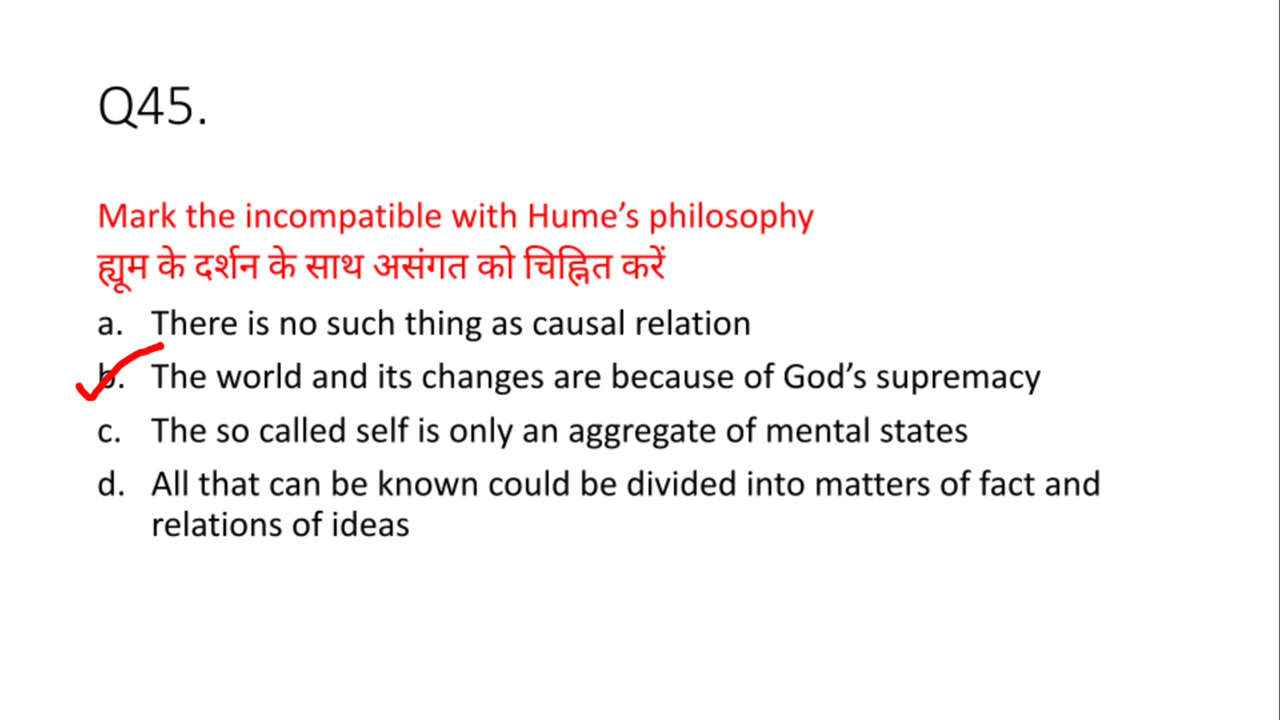 Q45.
Mark the incompatible with Hume’s philosophy
ह्यूम के दर्शन के साथ असंगत को चिह्नित करें
a. There is no such thing as causal relation
b. The world and its changes are because of God’s supremacy
c. The so called self is only an aggregate of mental states
d. All that can be known could be divided into matters of fact and
relations of ideas